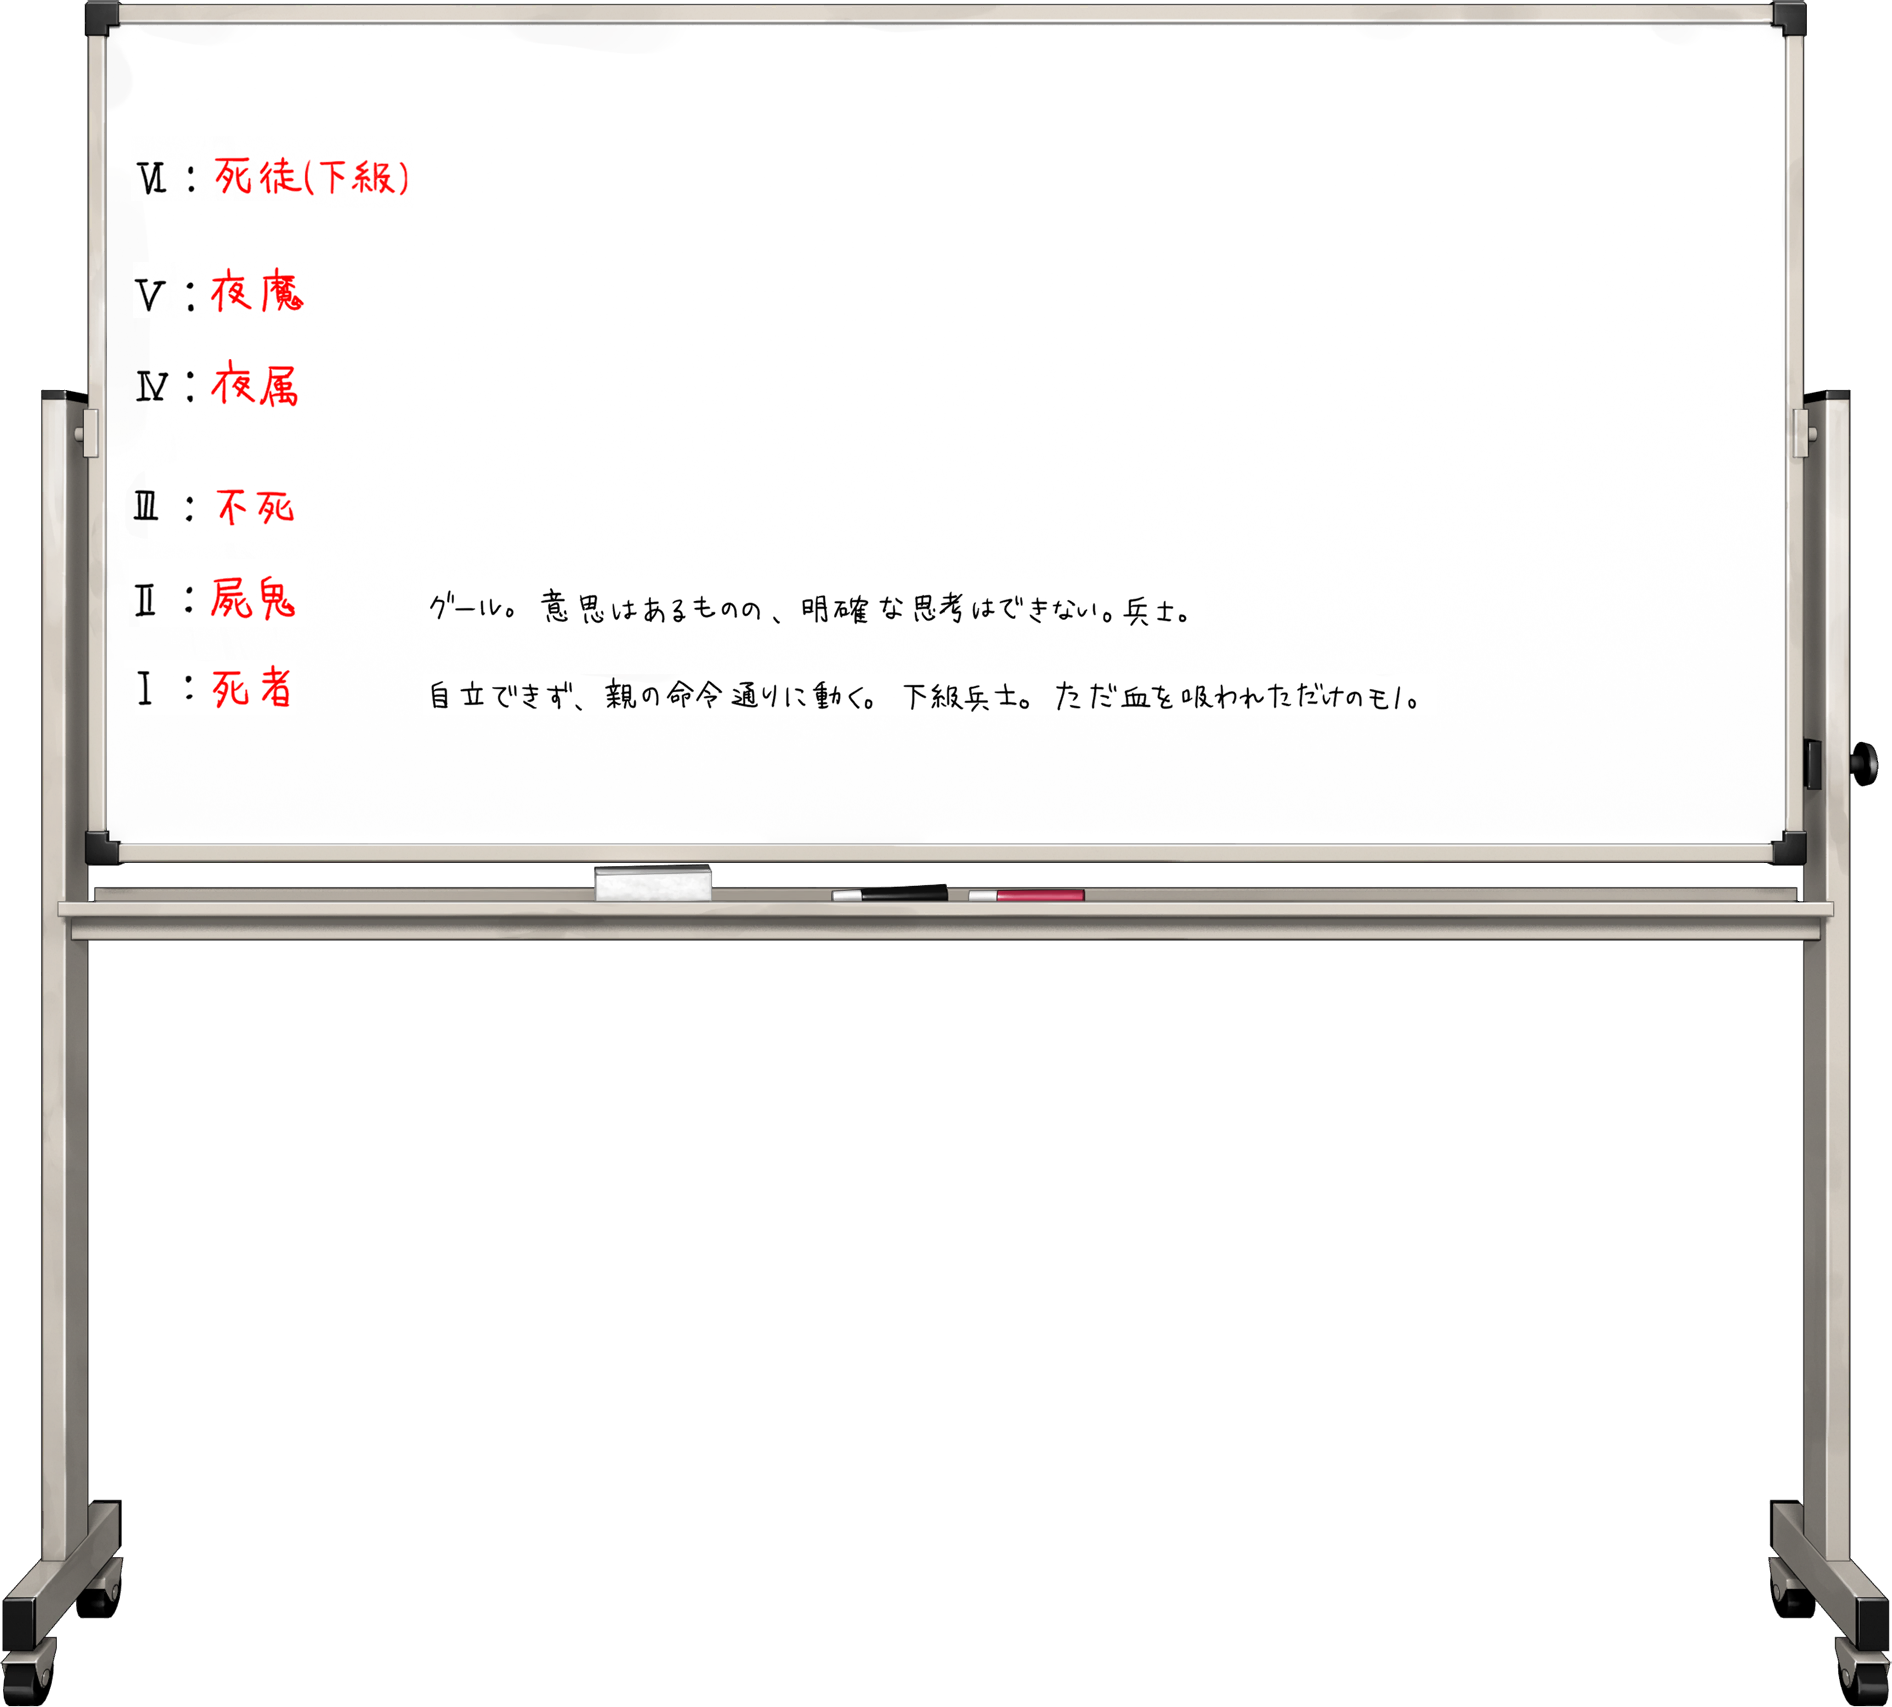 Ⅵ：死徒(下級)
Ⅴ：夜魔
Ⅳ：夜属
Ⅲ：不死
Ⅱ：屍鬼 グール。意思はあるものの、明確な思考はできない。兵士。
Ⅰ：死者 自立できず、親の命令通りに動く。下級兵士。ただ血を吸われただけのモノ。